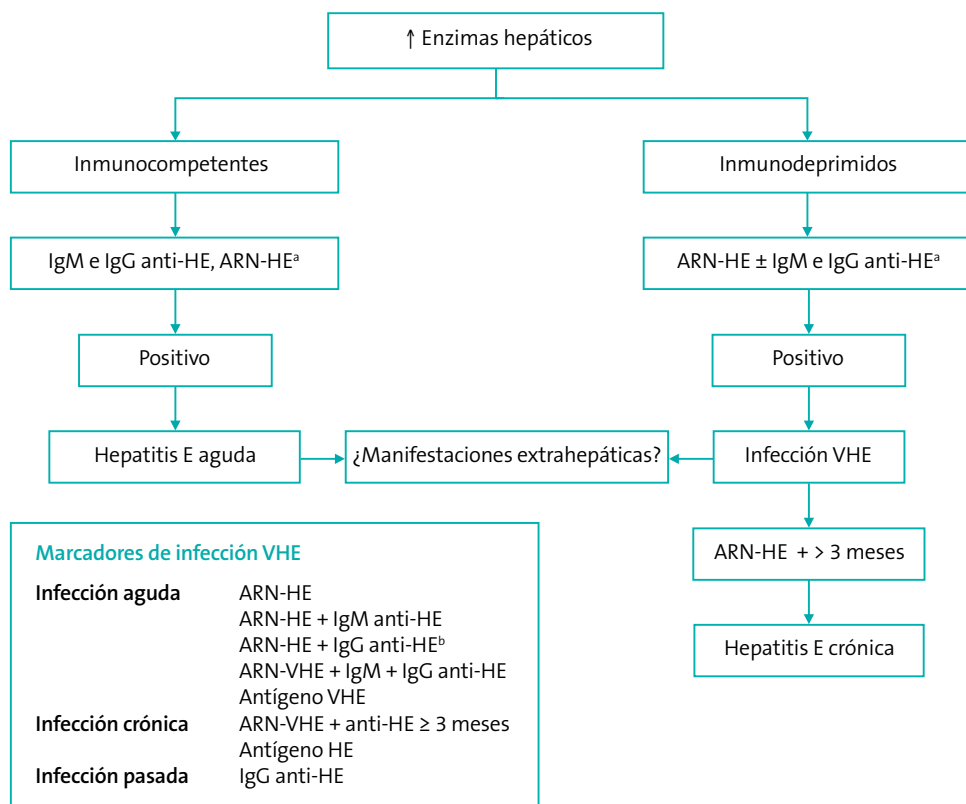 ↑ Enzimas hepáticos
Inmunocompetentes
Inmunodeprimidos
IgM e IgG anti-HE, ARN-HEᵃ
ARN-HE ± IgM e IgG anti-HEᵃ
Positivo
Positivo
Hepatitis E aguda
¿Manifestaciones extrahepáticas?
Infección VHE
ARN-HE + > 3 meses
Hepatitis E crónica
Marcadores de infección VHE
Infección aguda ARN-HE
ARN-HE + IgM anti-HE
ARN-HE + IgG anti-HEᵇ
ARN-VHE + IgM + IgG anti-HE
Antígeno VHE
Infección crónica ARN-VHE + anti-HE ≥ 3 meses
Antígeno HE
Infección pasada IgG anti-HE